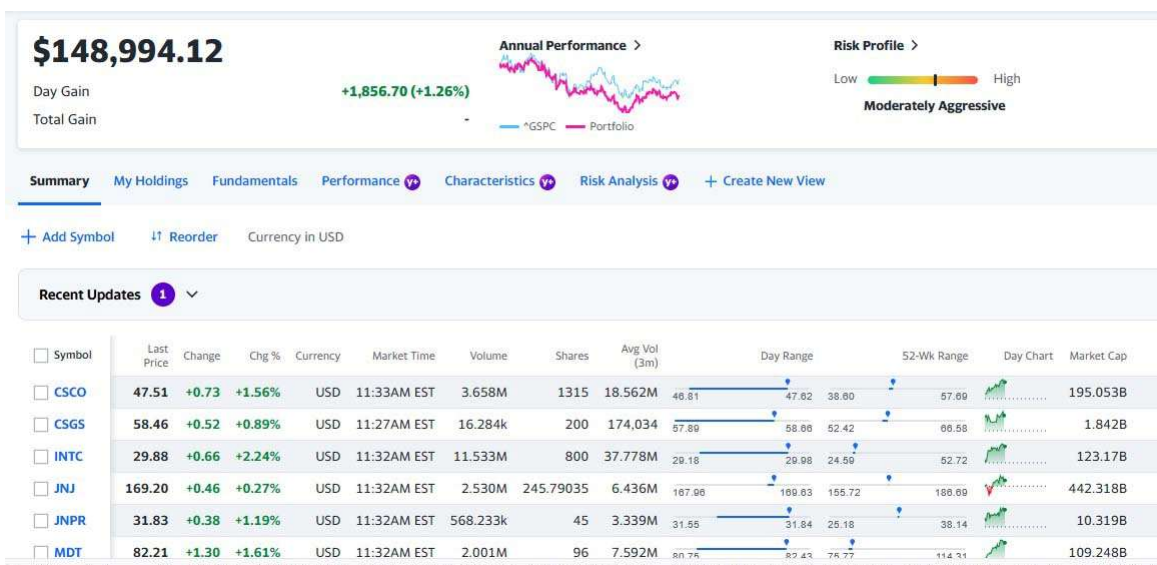 $148,994.12
Annual Performance >
Risk Profile >
Low High
Day Gain +1,856.70 (+1.26%)
Moderately Aggressive
Total Gain -
^GSPC Portfolio
Summary My Holdings Fundamentals Performance y+ Characteristics y+ Risk Analysis y+ + Create New View
+ Add Symbol Reorder Currency in USD
Recent Updates 1
Symbol Last Price Change Chg % Currency Market Time Volume Shares Avg Vol (3m) Day Range 52-Wk Range Day Chart Market Cap
CSCO 47.51 +0.73 +1.56% USD 11:33AM EST 3.658M 1315 18.562M 46.81 47.62 38.60 57.69 195.053B
CSGS 58.46 +0.52 +0.89% USD 11:27AM EST 16.284k 200 174,034 57.89 58.66 52.42 66.58 1.842B
INTC 29.88 +0.66 +2.24% USD 11:32AM EST 11.533M 800 37.778M 29.18 29.98 24.59 52.72 123.17B
JNJ 169.20 +0.46 +0.27% USD 11:32AM EST 2.530M 245.79035 6.436M 167.96 169.63 155.72 186.69 442.318B
JNPR 31.83 +0.38 +1.19% USD 11:32AM EST 568.233k 45 3.339M 31.55 31.84 25.18 38.14 10.319B
MDT 82.21 +1.30 +1.61% USD 11:32AM EST 2.001M 96 7.592M 80.75 82.43 75.77 114.31 109.248B